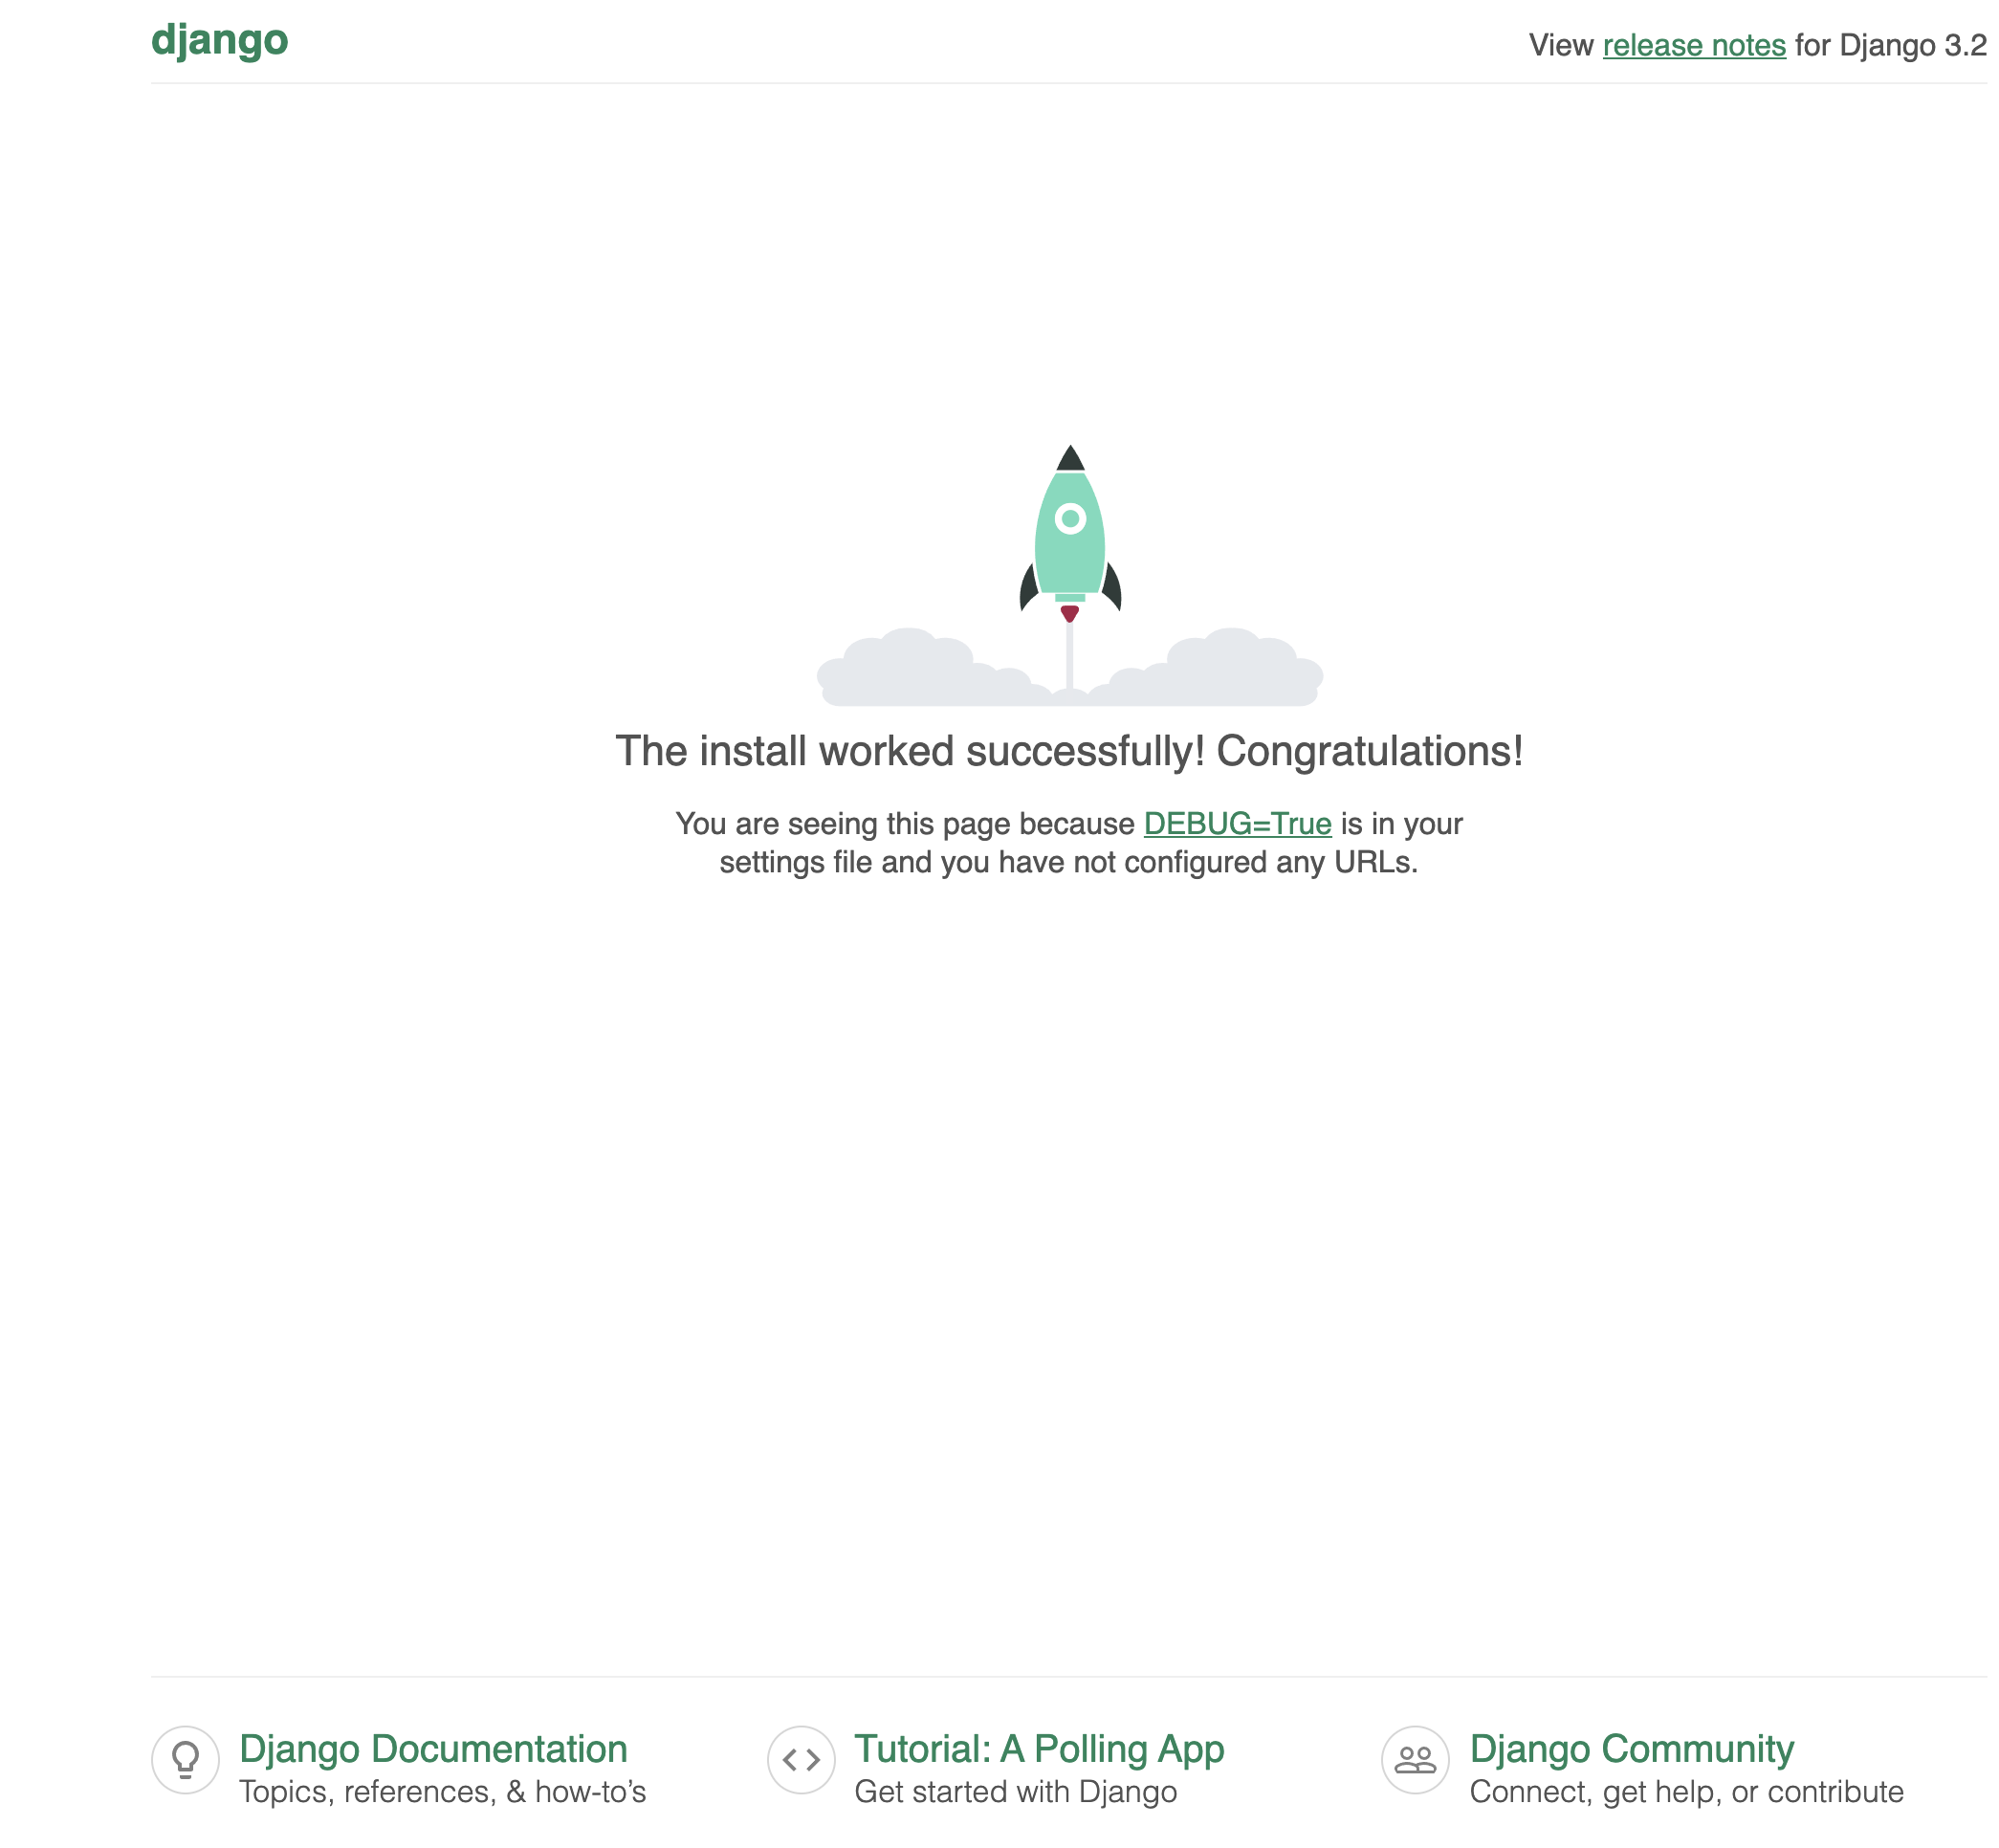 django
View release notes for Django 3.2
The install worked successfully! Congratulations!
You are seeing this page because DEBUG=True is in your
settings file and you have not configured any URLs.
Django Documentation
Topics, references, & how-to’s
Tutorial: A Polling App
Get started with Django
Django Community
Connect, get help, or contribute